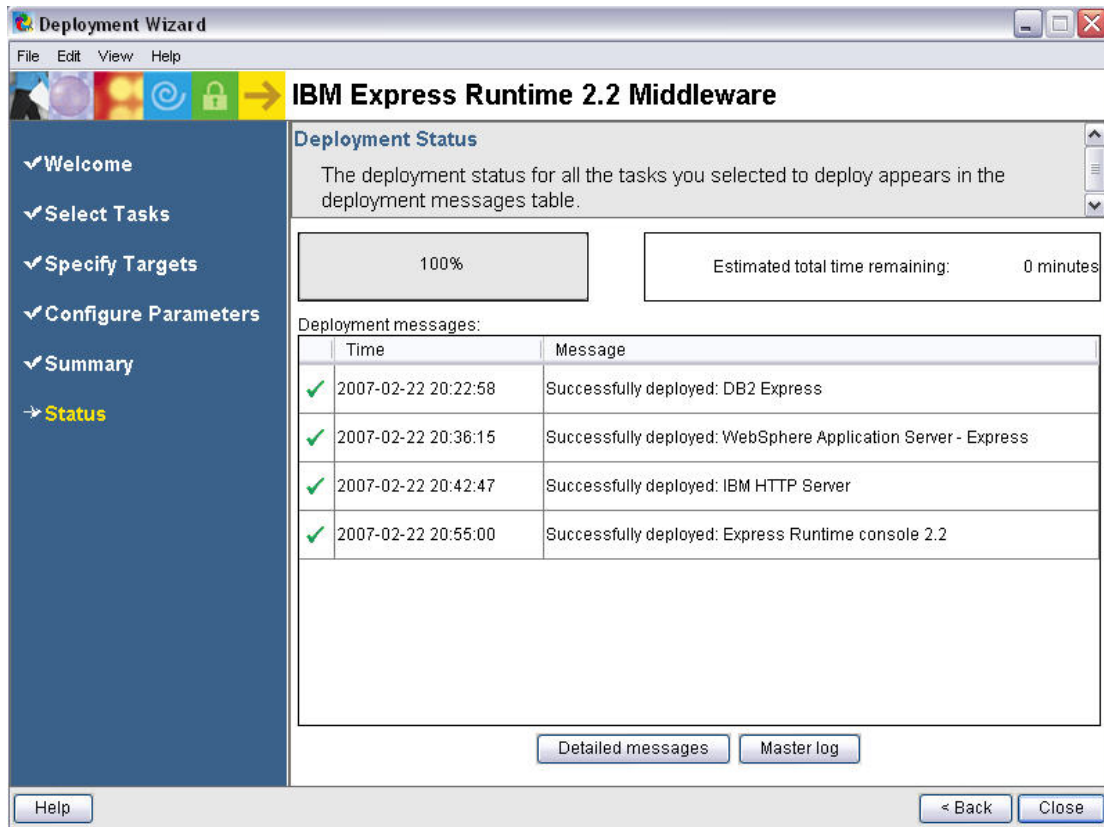 Deployment Wizard
File Edit View Help
IBM Express Runtime 2.2 Middleware
Welcome
Select Tasks
Specify Targets
Configure Parameters
Summary
Status
Deployment Status
The deployment status for all the tasks you selected to deploy appears in the
deployment messages table.
100%
Estimated total time remaining: 0 minutes
Deployment messages:
Time Message
2007-02-22 20:22:58 Successfully deployed: DB2 Express
2007-02-22 20:36:15 Successfully deployed: WebSphere Application Server - Express
2007-02-22 20:42:47 Successfully deployed: IBM HTTP Server
2007-02-22 20:55:00 Successfully deployed: Express Runtime console 2.2
Detailed messages Master log
Help < Back Close